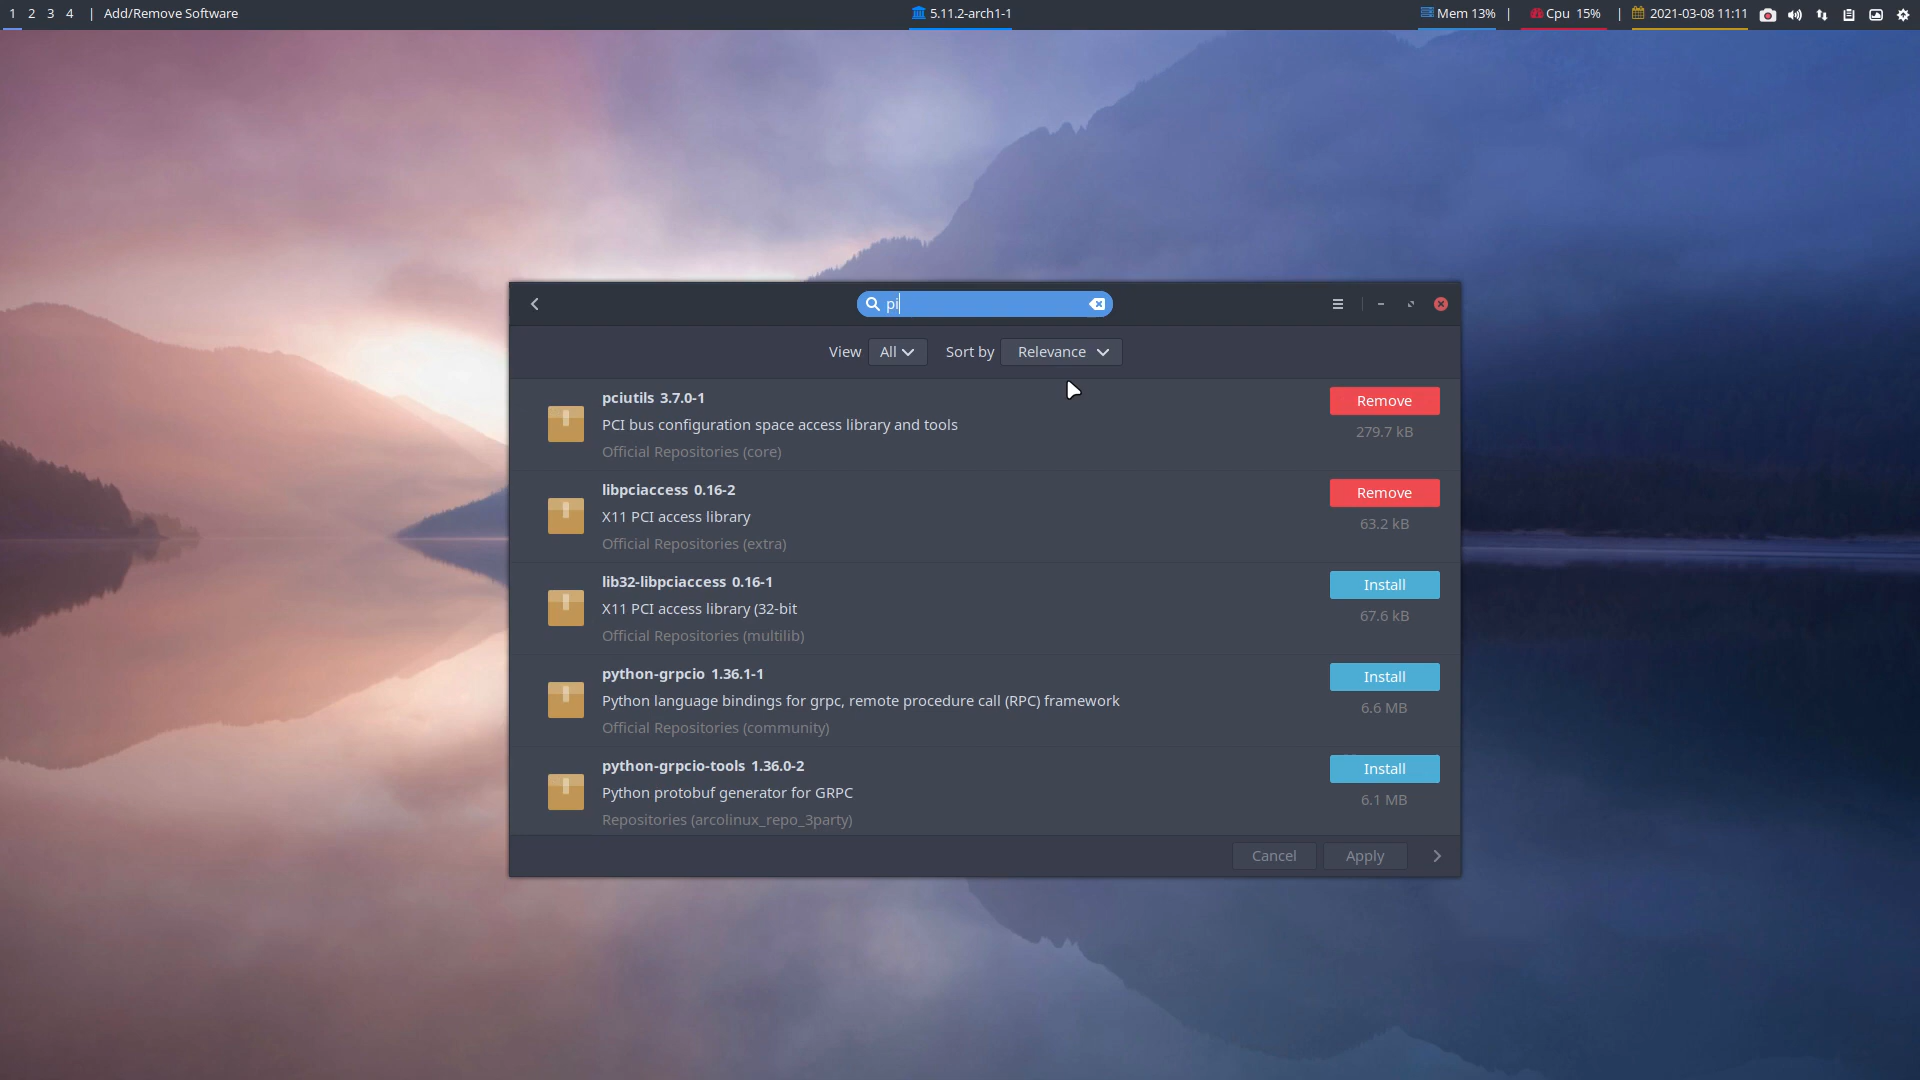 1 2 3 4 | Add/Remove Software
5.11.2-arch1-1
Mem 13% | Cpu 15% | 2021-03-08 11:11
pi
View All Sort by Relevance
pciutils 3.7.0-1
Remove
PCI bus configuration space access library and tools
279.7 kB
Official Repositories (core)
libpciaccess 0.16-2
Remove
X11 PCI access library
63.2 kB
Official Repositories (extra)
lib32-libpciaccess 0.16-1
Install
X11 PCI access library (32-bit
67.6 kB
Official Repositories (multilib)
python-grpcio 1.36.1-1
Install
Python language bindings for grpc, remote procedure call (RPC) framework
6.6 MB
Official Repositories (community)
python-grpcio-tools 1.36.0-2
Install
Python protobuf generator for GRPC
6.1 MB
Repositories (arcolinux_repo_3party)
Cancel Apply